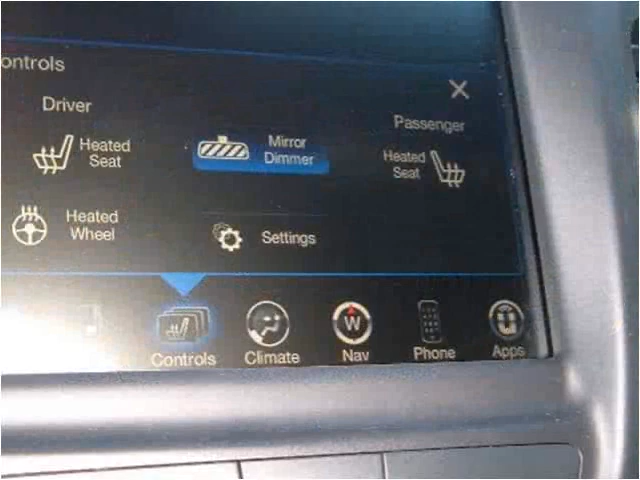 ontrols
Driver
Passenger
Heated
Seat
Mirror
Dimmer
Heated
Seat
Heated
Wheel
Settings
W
Controls
Climate
Nav
Phone
Apps